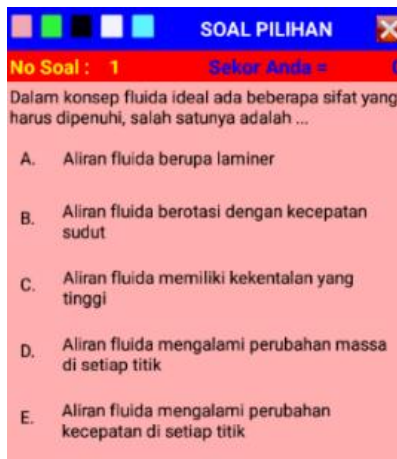 SOAL PILIHAN
No Soal : 1 Sekor Anda =
Dalam konsep fluida ideal ada beberapa sifat yang
harus dipenuhi, salah satunya adalah ...
A. Aliran fluida berupa laminer
B. Aliran fluida berotasi dengan kecepatan
sudut
C. Aliran fluida memiliki kekentalan yang
tinggi
D. Aliran fluida mengalami perubahan massa
di setiap titik
E. Aliran fluida mengalami perubahan
kecepatan di setiap titik